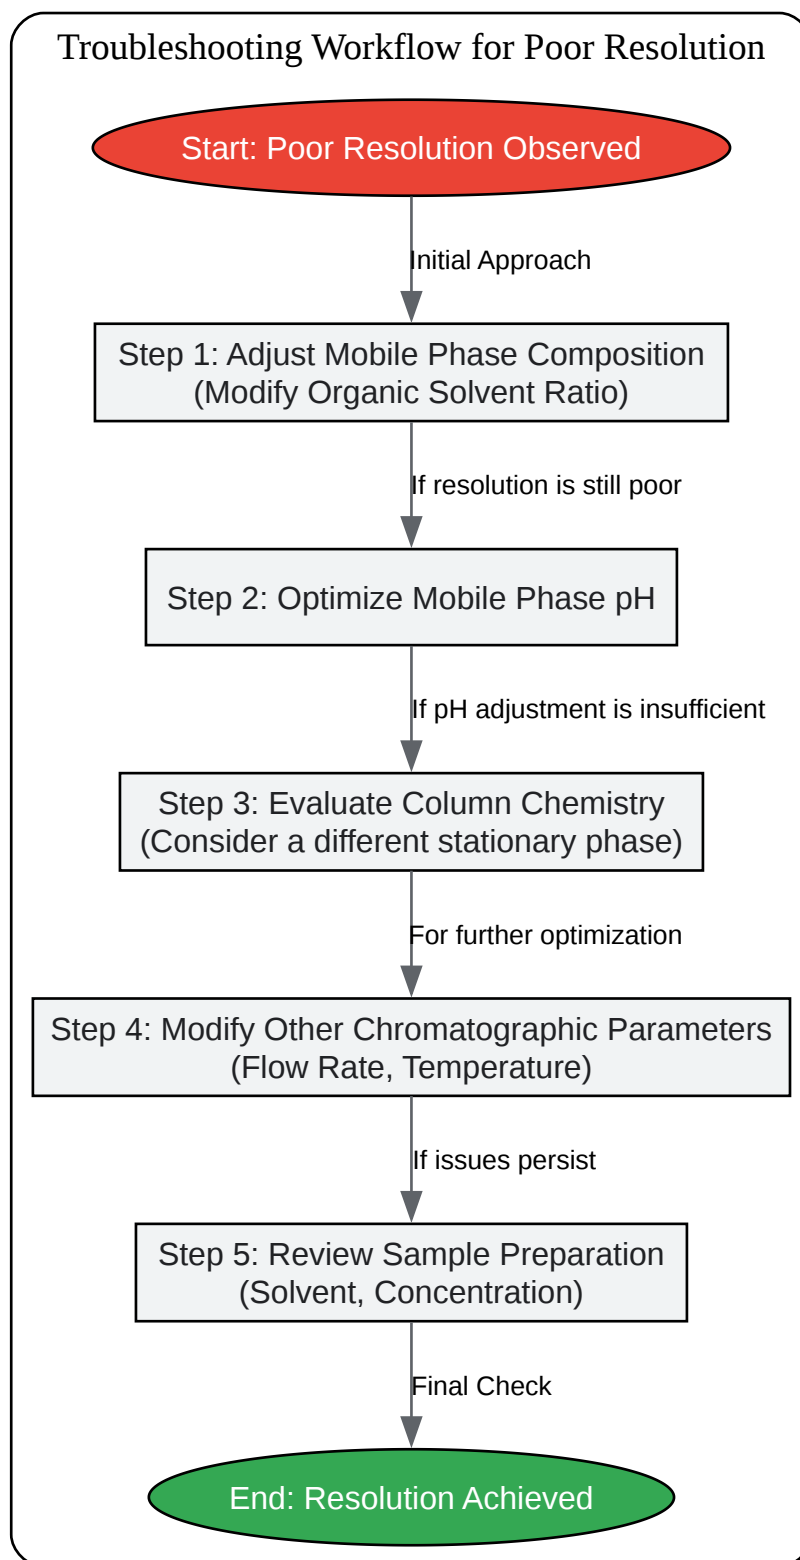 Troubleshooting Workflow for Poor Resolution
Start: Poor Resolution Observed
Initial Approach
Step 1: Adjust Mobile Phase Composition
(Modify Organic Solvent Ratio)
If resolution is still poor
Step 2: Optimize Mobile Phase pH
If pH adjustment is insufficient
Step 3: Evaluate Column Chemistry
(Consider a different stationary phase)
For further optimization
Step 4: Modify Other Chromatographic Parameters
(Flow Rate, Temperature)
If issues persist
Step 5: Review Sample Preparation
(Solvent, Concentration)
Final Check
End: Resolution Achieved